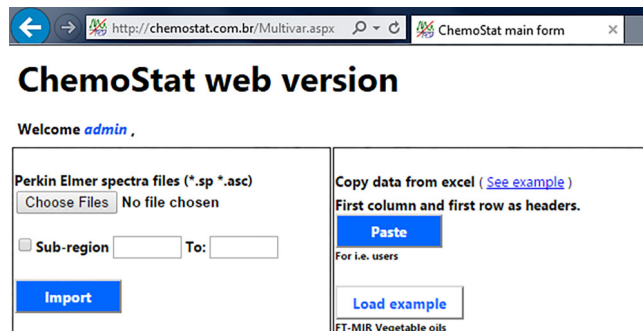 http://chemostat.com.br/Multivar.aspx
ChemoStat main form
ChemoStat web version
Welcome admin ,
Perkin Elmer spectra files (*.sp *.asc)
Choose Files No file chosen
Sub-region To:
Import
Copy data from excel ( See example )
First column and first row as headers.
Paste
For i.e. users
Load example
FT-MIR Vegetable oils